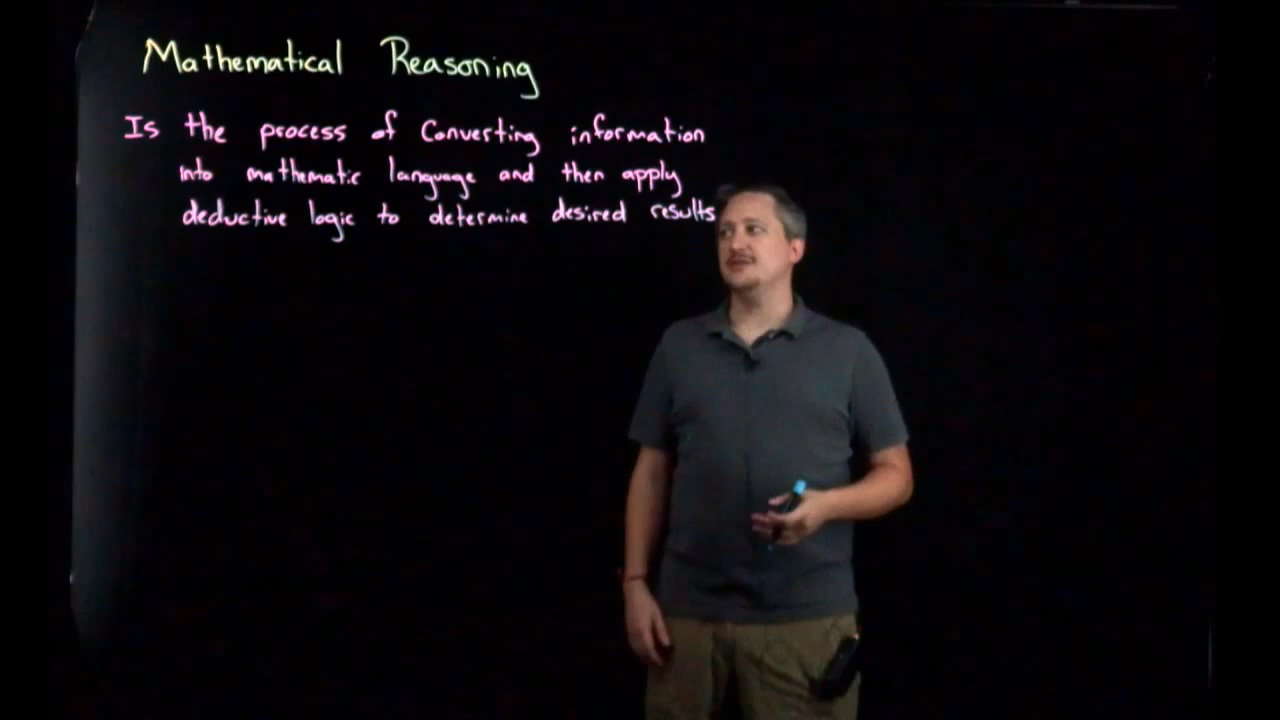 Mathematical Reasoning
Is the process of Converting information
into mathematic language and then apply
deductive logic to determine desired results